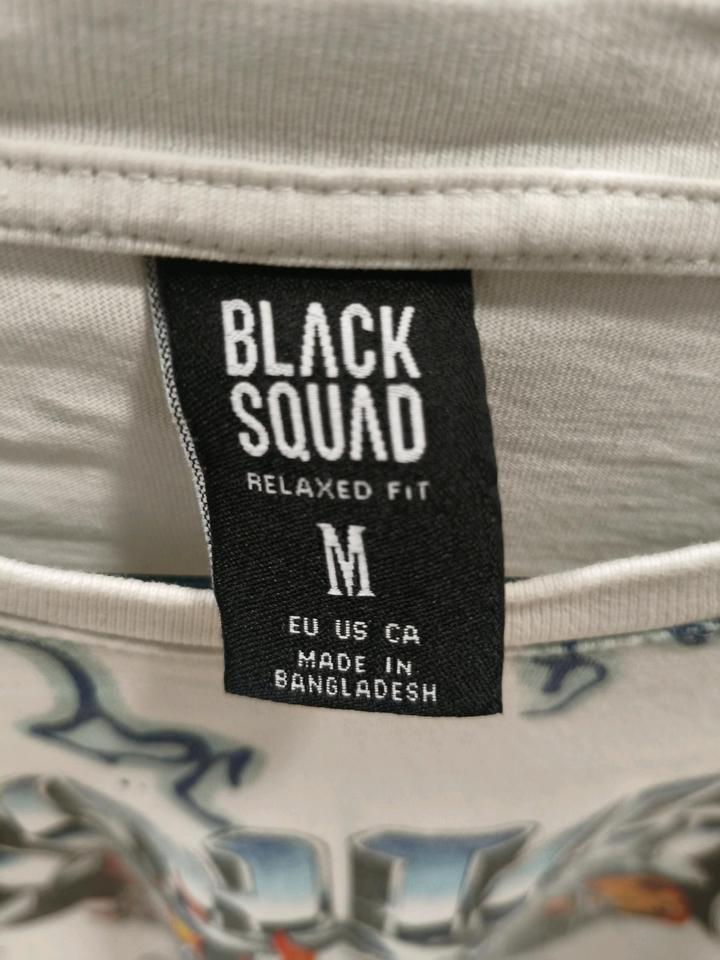 BLACK
SQUAD
RELAXED FIT
M
EU US CA
MADE IN
BANGLADESH